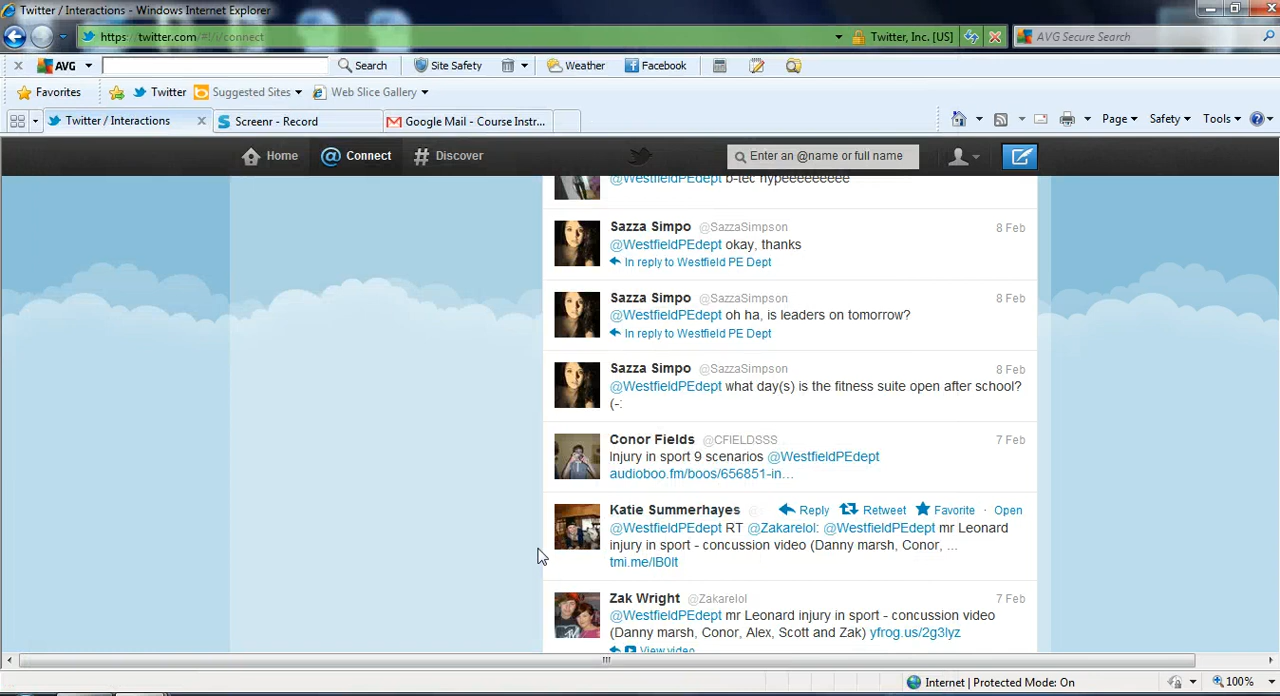 Twitter / Interactions - Windows Internet Explorer
https://twitter.com/#!/i/connect
Twitter, Inc. [US]
AVG Secure Search
AVG
Search
Site Safety
Weather
Facebook
Favorites
Twitter
Suggested Sites
Web Slice Gallery
Twitter / Interactions
Screenr - Record
Google Mail - Course Instr...
Page
Safety
Tools
Home
@ Connect
# Discover
Enter an @name or full name
@WestfieldPEdept b-tec hypeeeeeeeee
Sazza Simpo @SazzaSimpson 8 Feb
@WestfieldPEdept okay, thanks
In reply to Westfield PE Dept
Sazza Simpo @SazzaSimpson 8 Feb
@WestfieldPEdept oh ha, is leaders on tomorrow?
In reply to Westfield PE Dept
Sazza Simpo @SazzaSimpson 8 Feb
@WestfieldPEdept what day(s) is the fitness suite open after school?
(-:
Conor Fields @CFIELDSSS 7 Feb
Injury in sport 9 scenarios @WestfieldPEdept
audioboo.fm/boos/656851-in…
Katie Summerhayes Reply Retweet Favorite · Open
@WestfieldPEdept RT @Zakarelol: @WestfieldPEdept mr Leonard
injury in sport - concussion video (Danny marsh, Conor, ...
tmi.me/lB0lt
Zak Wright @Zakarelol 7 Feb
@WestfieldPEdept mr Leonard injury in sport - concussion video
(Danny marsh, Conor, Alex, Scott and Zak) yfrog.us/2g3lyz
View video
Internet | Protected Mode: On
100%